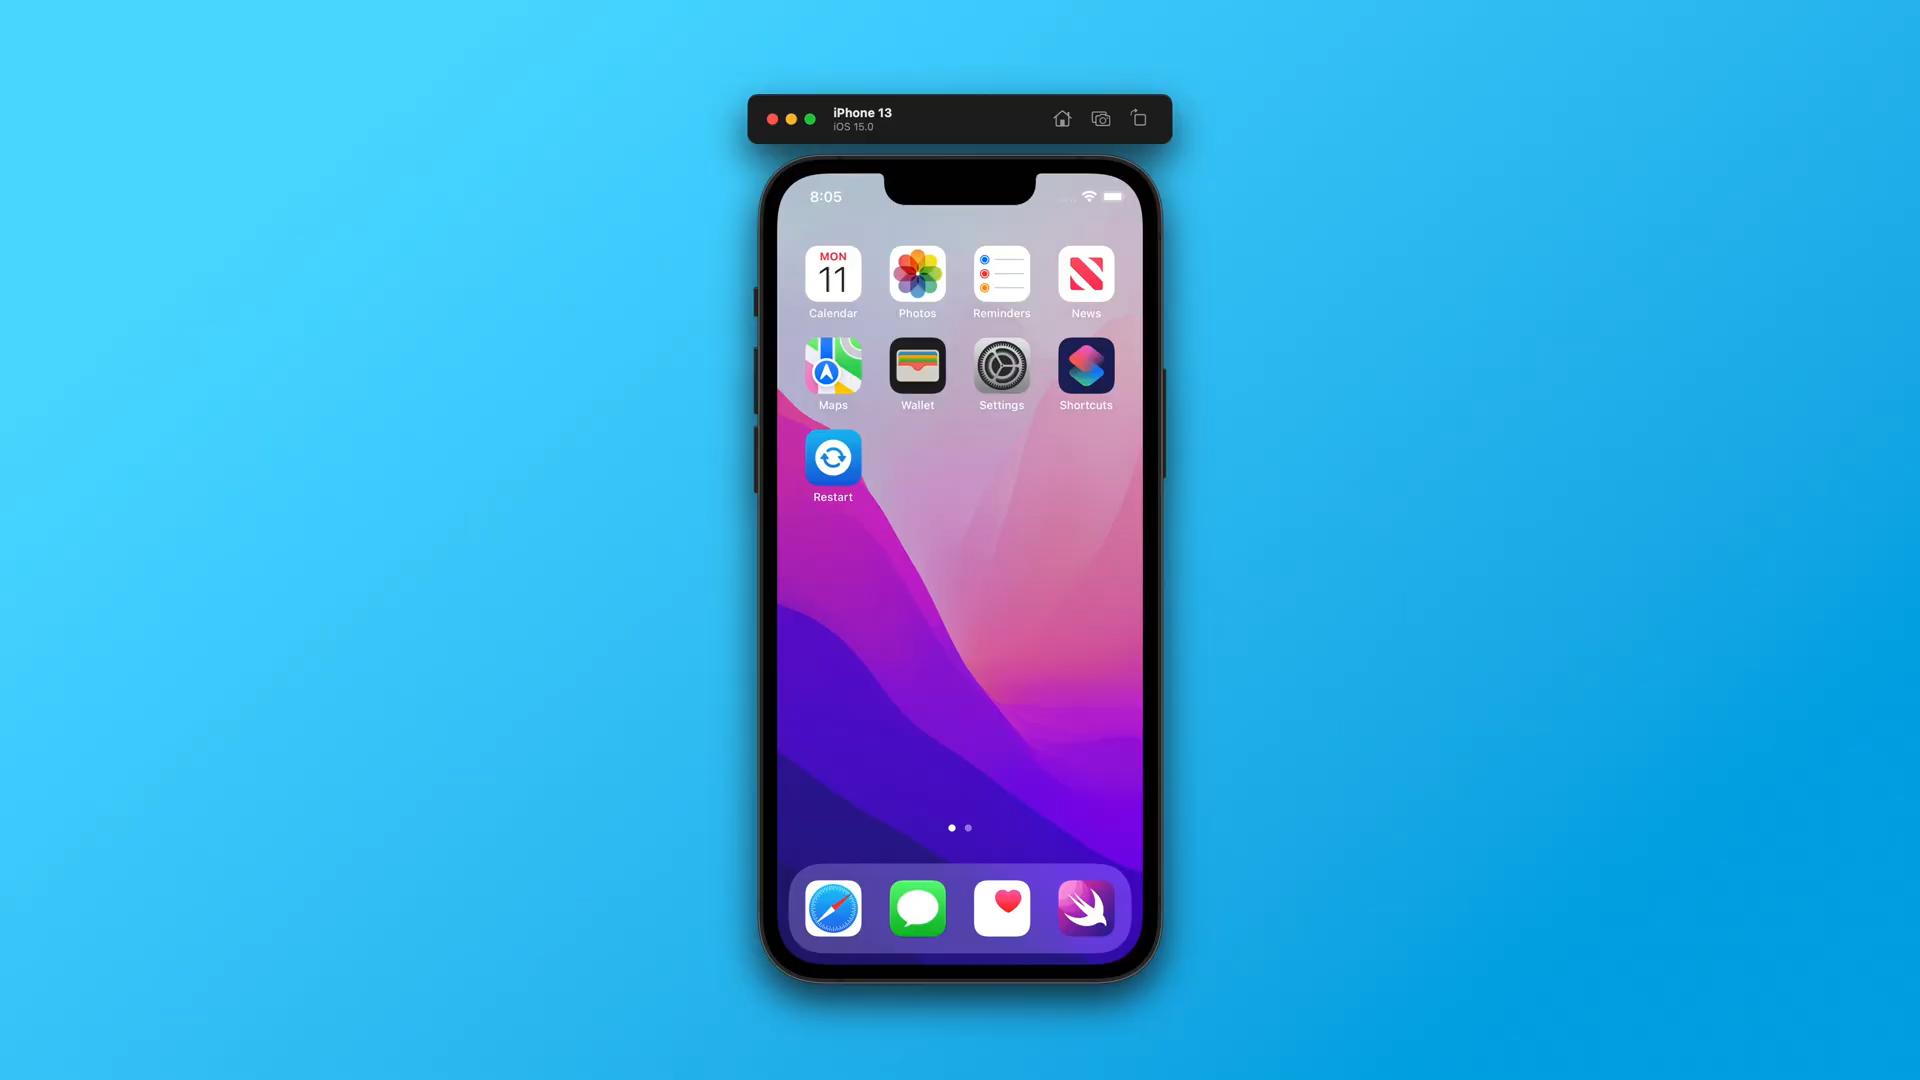 iPhone 13
iOS 15.0
8:05
MON
11
Calendar
Photos
Reminders
News
Maps
Wallet
Settings
Shortcuts
Restart